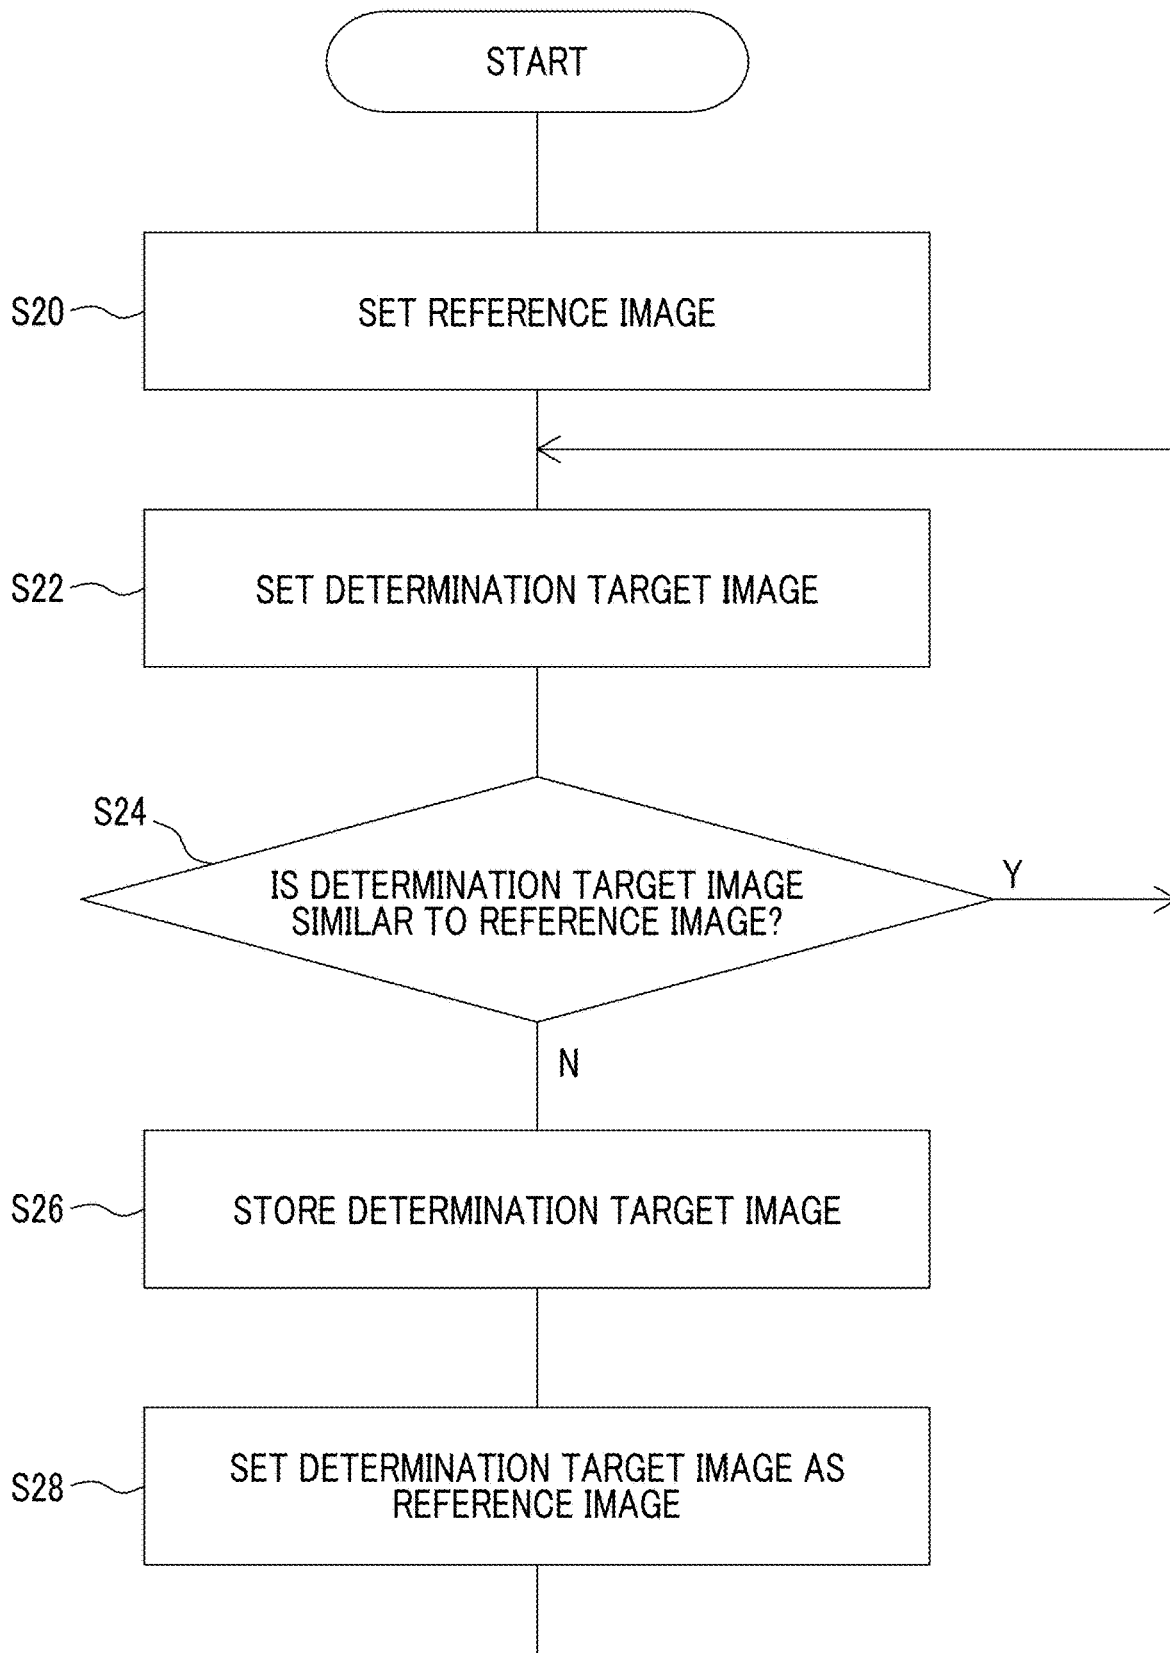 START
S20
SET REFERENCE IMAGE
S22
SET DETERMINATION TARGET IMAGE
S24
IS DETERMINATION TARGET IMAGE
SIMILAR TO REFERENCE IMAGE?
Y
N
S26
STORE DETERMINATION TARGET IMAGE
S28
SET DETERMINATION TARGET IMAGE AS
REFERENCE IMAGE